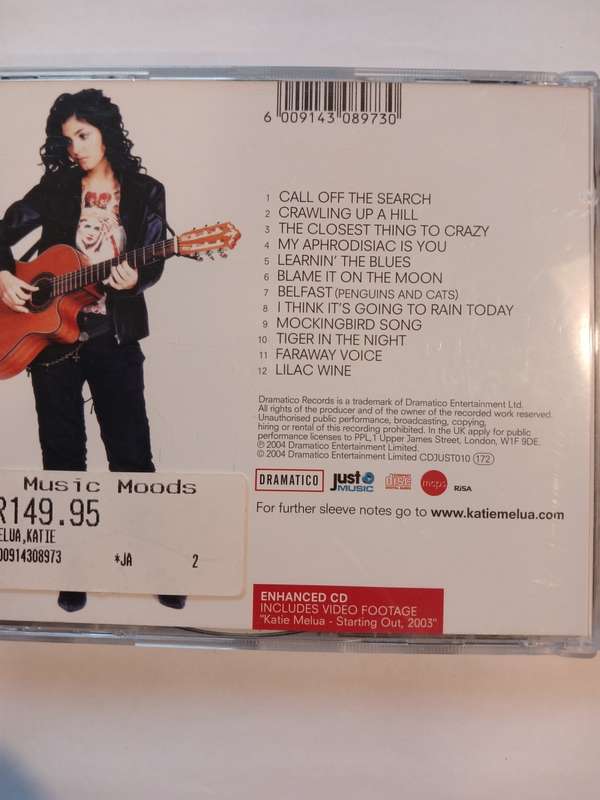 6 009143 089730
1 CALL OFF THE SEARCH
2 CRAWLING UP A HILL
3 THE CLOSEST THING TO CRAZY
4 MY APHRODISIAC IS YOU
5 LEARNIN' THE BLUES
6 BLAME IT ON THE MOON
7 BELFAST (PENGUINS AND CATS)
8 I THINK IT'S GOING TO RAIN TODAY
9 MOCKINGBIRD SONG
10 TIGER IN THE NIGHT
11 FARAWAY VOICE
12 LILAC WINE
Dramatico Records is a trademark of Dramatico Entertainment Ltd.
All rights of the producer and of the owner of the recorded work reserved.
Unauthorised public performance, broadcasting, copying,
hiring or rental of this recording prohibited. In the UK apply for public
performance licenses to PPL,1 Upper James Street, London, W1F 9DE.
℗ 2004 Dramatico Entertainment Limited.
© 2004 Dramatico Entertainment Limited CDJUST010 172
DRAMATICO just MUSIC disc mcps RiSA
For further sleeve notes go to www.katiemelua.com
Music Moods
R149.95
ELUA,KATIE
00914308973 *JA 2
ENHANCED CD
INCLUDES VIDEO FOOTAGE
"Katie Melua - Starting Out, 2003"